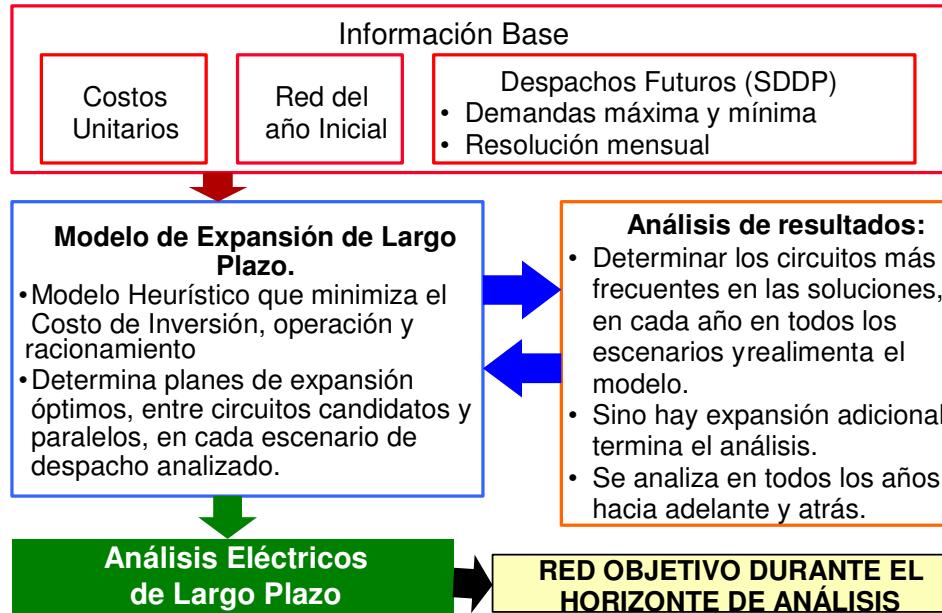 Información Base
Costos
Unitarios
Red del
año Inicial
Despachos Futuros (SDDP)
• Demandas máxima y mínima
• Resolución mensual
Modelo de Expansión de Largo
Plazo.
•Modelo Heurístico que minimiza el
Costo de Inversión, operación y
racionamiento
•Determina planes de expansión
óptimos, entre circuitos candidatos y
paralelos, en cada escenario de
despacho analizado.
Análisis de resultados:
• Determinar los circuitos más
frecuentes en las soluciones,
en cada año en todos los
escenarios yrealimenta el
modelo.
• Sino hay expansión adicional
termina el análisis.
• Se analiza en todos los años
hacia adelante y atrás.
Análisis Eléctricos
de Largo Plazo
RED OBJETIVO DURANTE EL
HORIZONTE DE ANÁLISIS